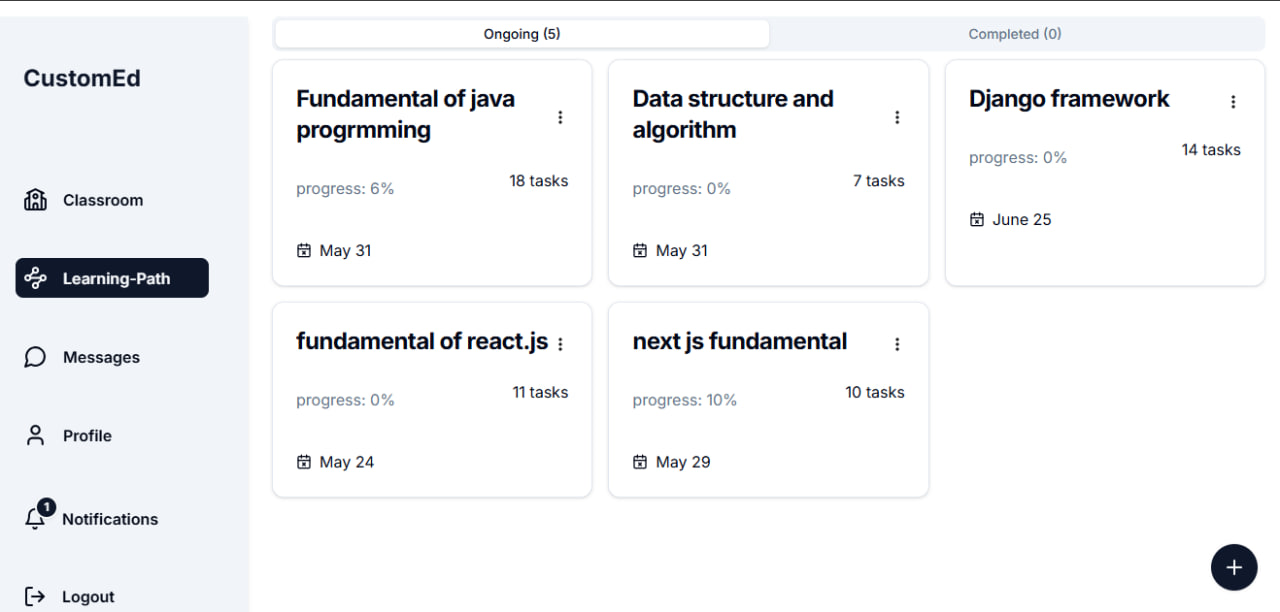 CustomEd
Classroom
Learning-Path
Messages
Profile
1
Notifications
Logout
Ongoing (5)
Completed (0)
Fundamental of java
progrmming
progress: 6%
18 tasks
May 31
Data structure and
algorithm
progress: 0%
7 tasks
May 31
Django framework
progress: 0%
14 tasks
June 25
fundamental of react.js
progress: 0%
11 tasks
May 24
next js fundamental
progress: 10%
10 tasks
May 29